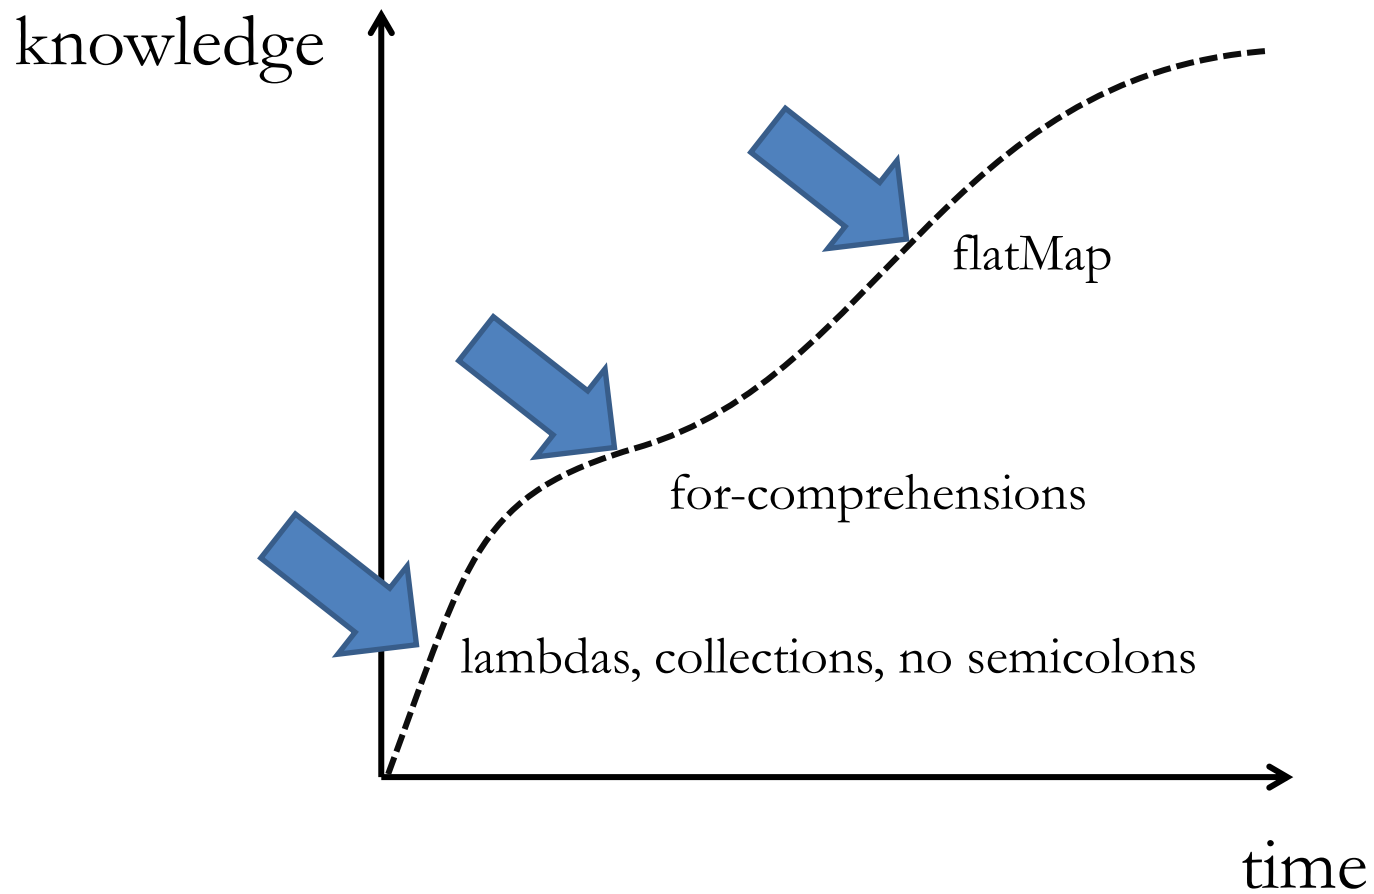 knowledge
flatMap
for-comprehensions
lambdas, collections, no semicolons
time